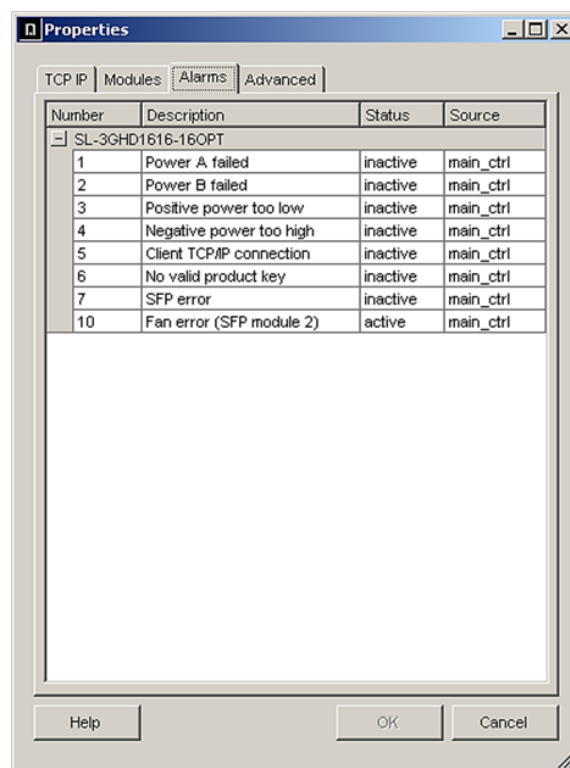 Properties
TCP IP Modules Alarms Advanced
Number Description Status Source
SL-3GHD1616-16OPT
1 Power A failed inactive main_ctrl
2 Power B failed inactive main_ctrl
3 Positive power too low inactive main_ctrl
4 Negative power too high inactive main_ctrl
5 Client TCP/IP connection inactive main_ctrl
6 No valid product key inactive main_ctrl
7 SFP error inactive main_ctrl
10 Fan error (SFP module 2) active main_ctrl
Help OK Cancel